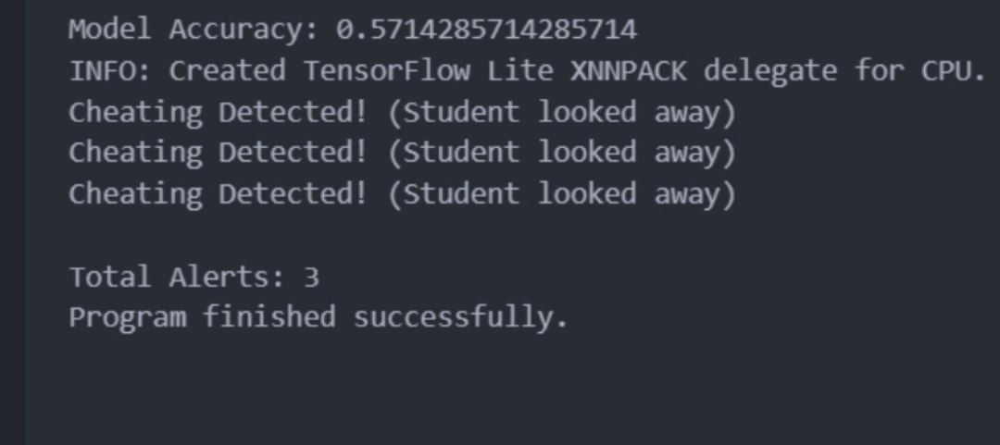 Model Accuracy: 0.5714285714285714
INFO: Created TensorFlow Lite XNNPACK delegate for CPU.
Cheating Detected! (Student looked away)
Cheating Detected! (Student looked away)
Cheating Detected! (Student looked away)
Total Alerts: 3
Program finished successfully.